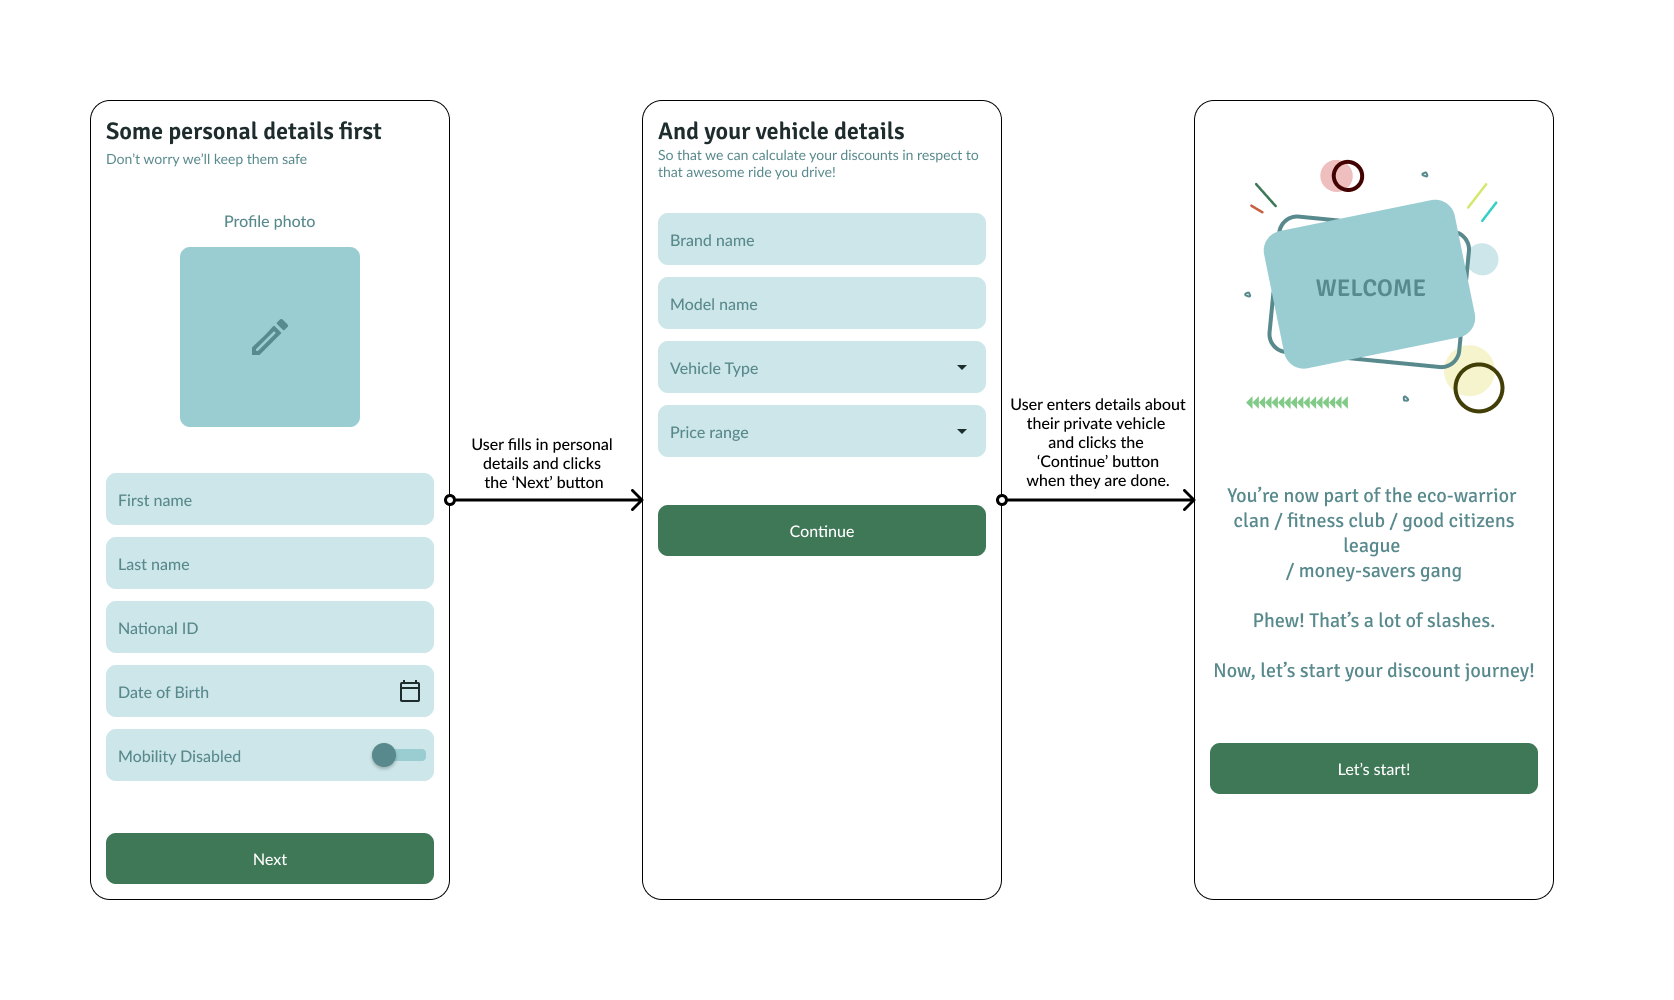 Some personal details first
Don’t worry we’ll keep them safe
Profile photo
First name
Last name
National ID
Date of Birth
Mobility Disabled
Next
User fills in personal
details and clicks
the ‘Next’ button
And your vehicle details
So that we can calculate your discounts in respect to
that awesome ride you drive!
Brand name
Model name
Vehicle Type
Price range
Continue
User enters details about
their private vehicle
and clicks the
‘Continue’ button
when they are done.
WELCOME
You’re now part of the eco-warrior
clan / fitness club / good citizens
league
/ money-savers gang
Phew! That’s a lot of slashes.
Now, let’s start your discount journey!
Let’s start!